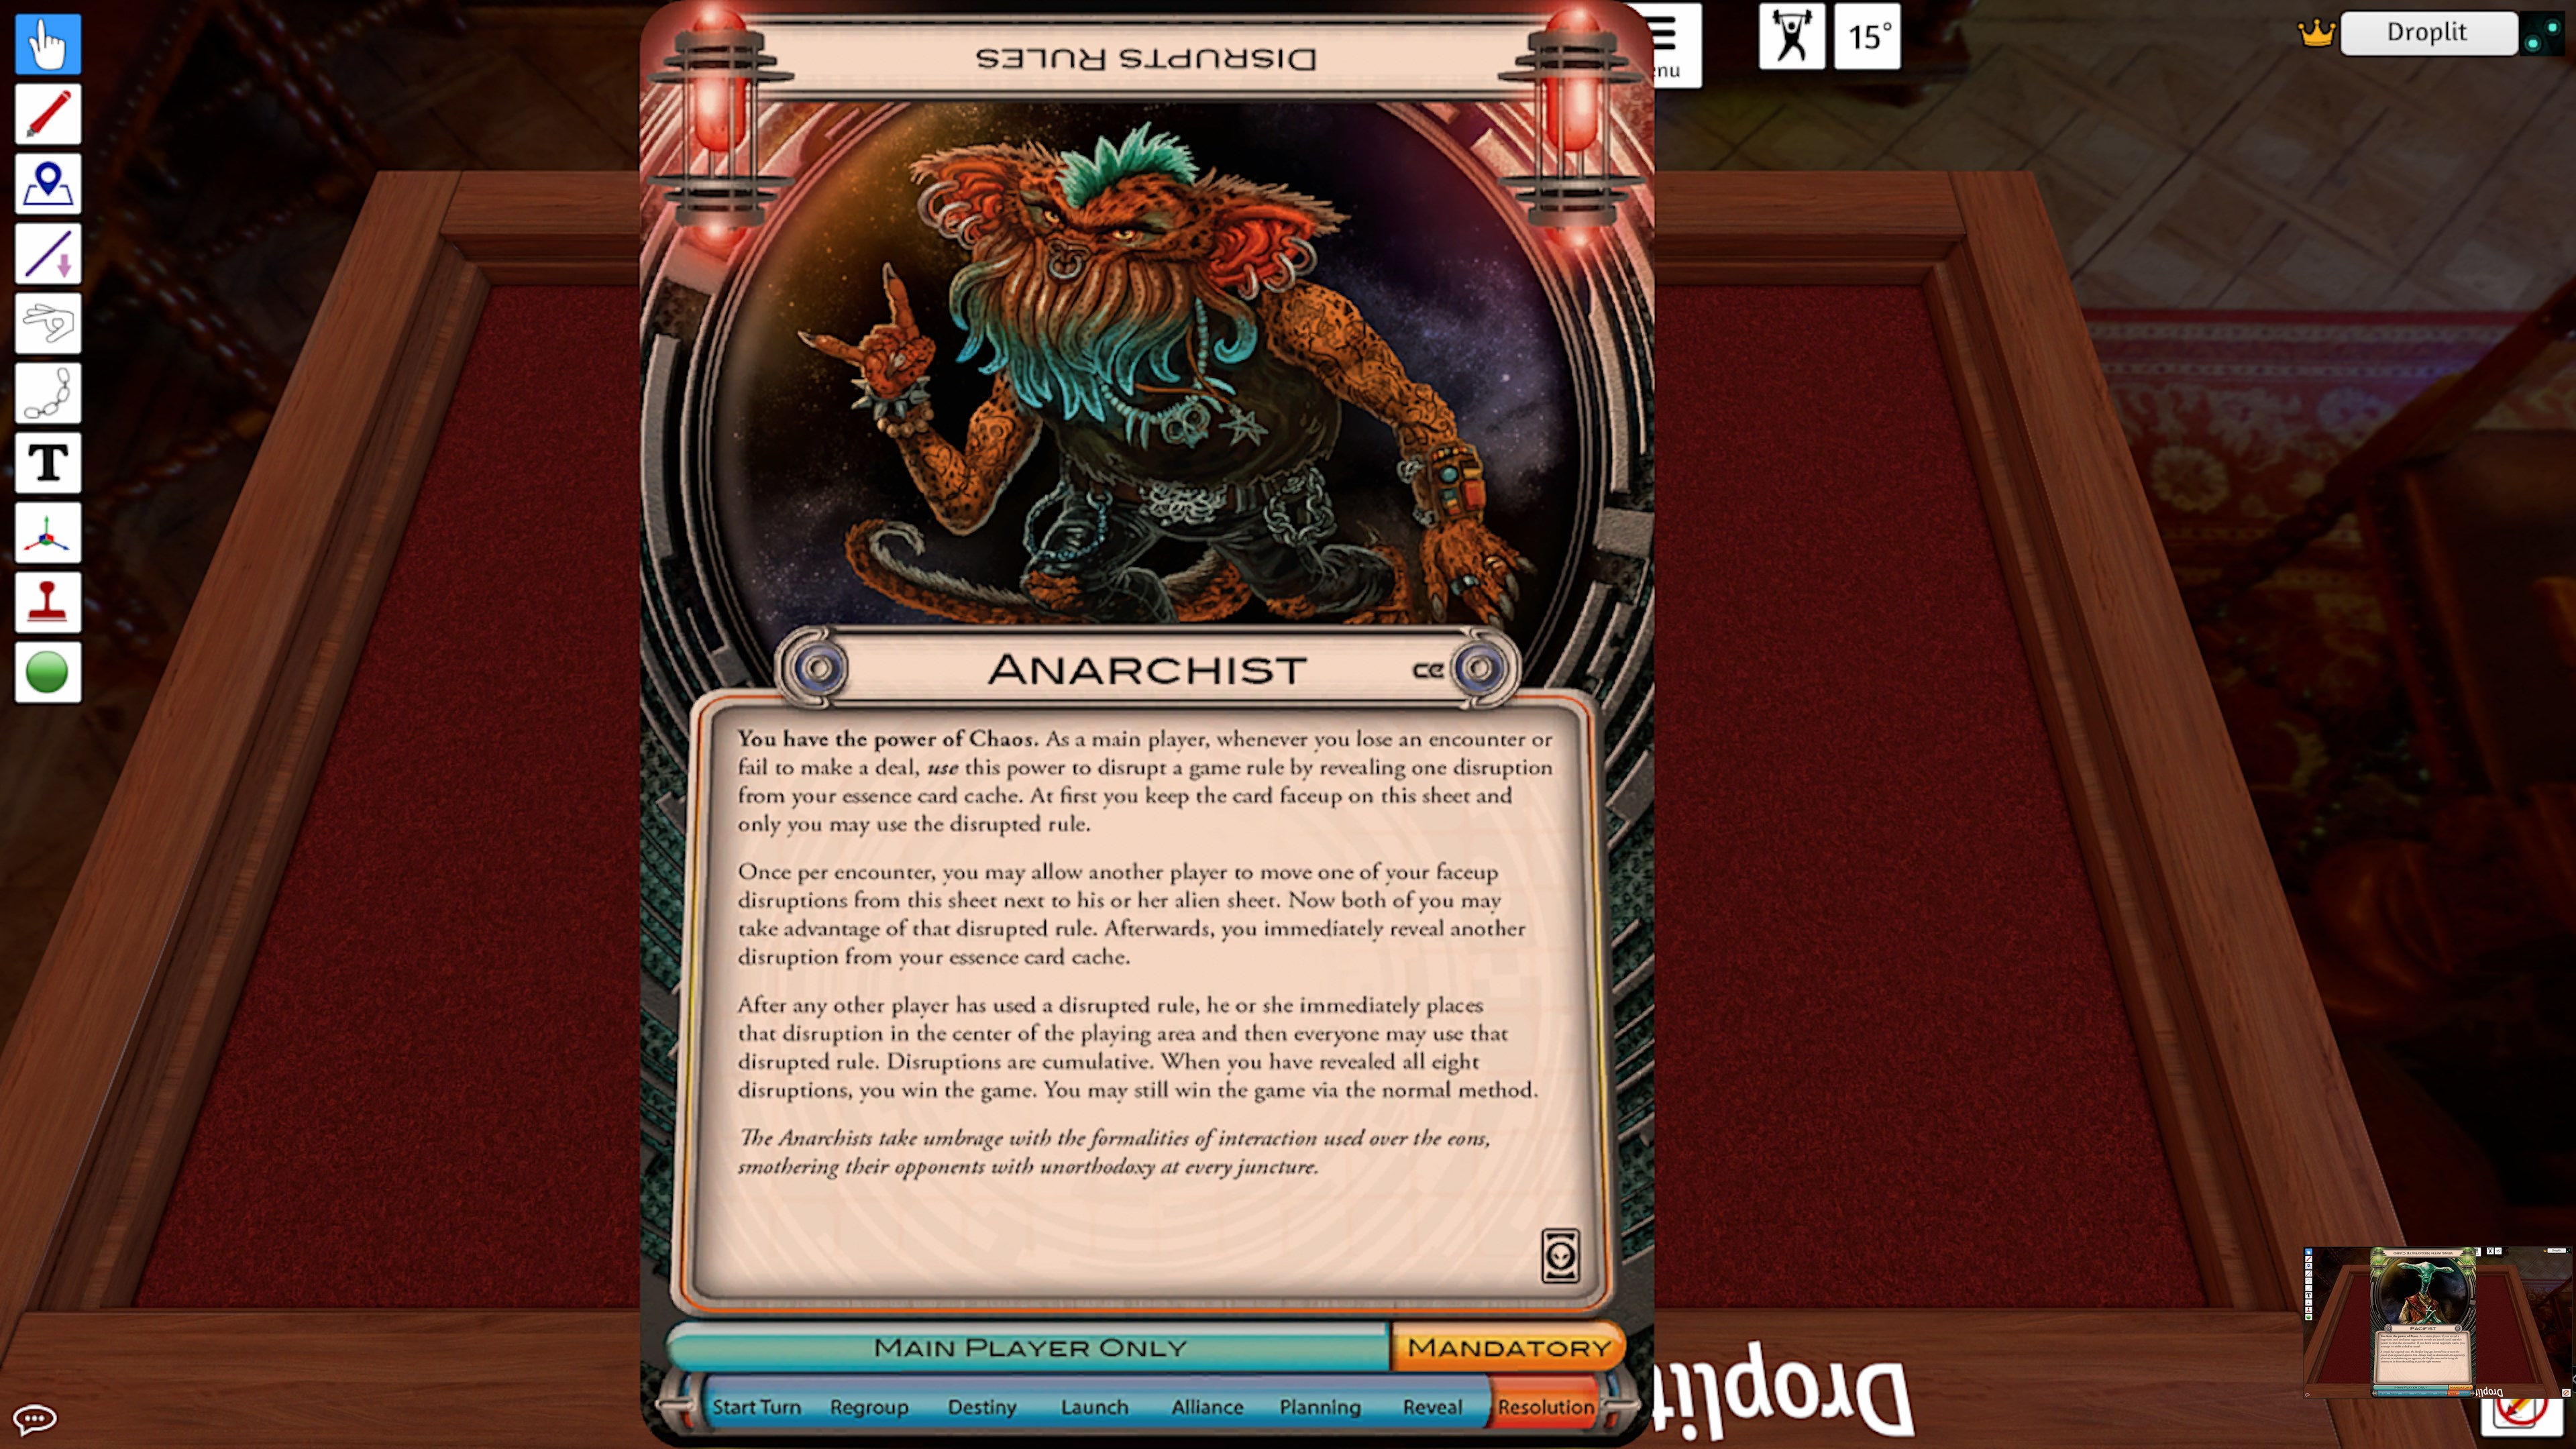 DISRUPTS RULES
nu
15°
Droplit
T
ANARCHIST
CE
You have the power of Chaos. As a main player, whenever you lose an encounter or
fail to make a deal, use this power to disrupt a game rule by revealing one disruption
from your essence card cache. At first you keep the card faceup on this sheet and
only you may use the disrupted rule.
Once per encounter, you may allow another player to move one of your faceup
disruptions from this sheet next to his or her alien sheet. Now both of you may
take advantage of that disrupted rule. Afterwards, you immediately reveal another
disruption from your essence card cache.
After any other player has used a disrupted rule, he or she immediately places
that disruption in the center of the playing area and then everyone may use that
disrupted rule. Disruptions are cumulative. When you have revealed all eight
disruptions, you win the game. You may still win the game via the normal method.
The Anarchists take umbrage with the formalities of interaction used over the eons,
smothering their opponents with unorthodoxy at every juncture.
MAIN PLAYER ONLY
MANDATORY
Start Turn
Regroup
Destiny
Launch
Alliance
Planning
Reveal
Resolution
Droplit
PACIFIST